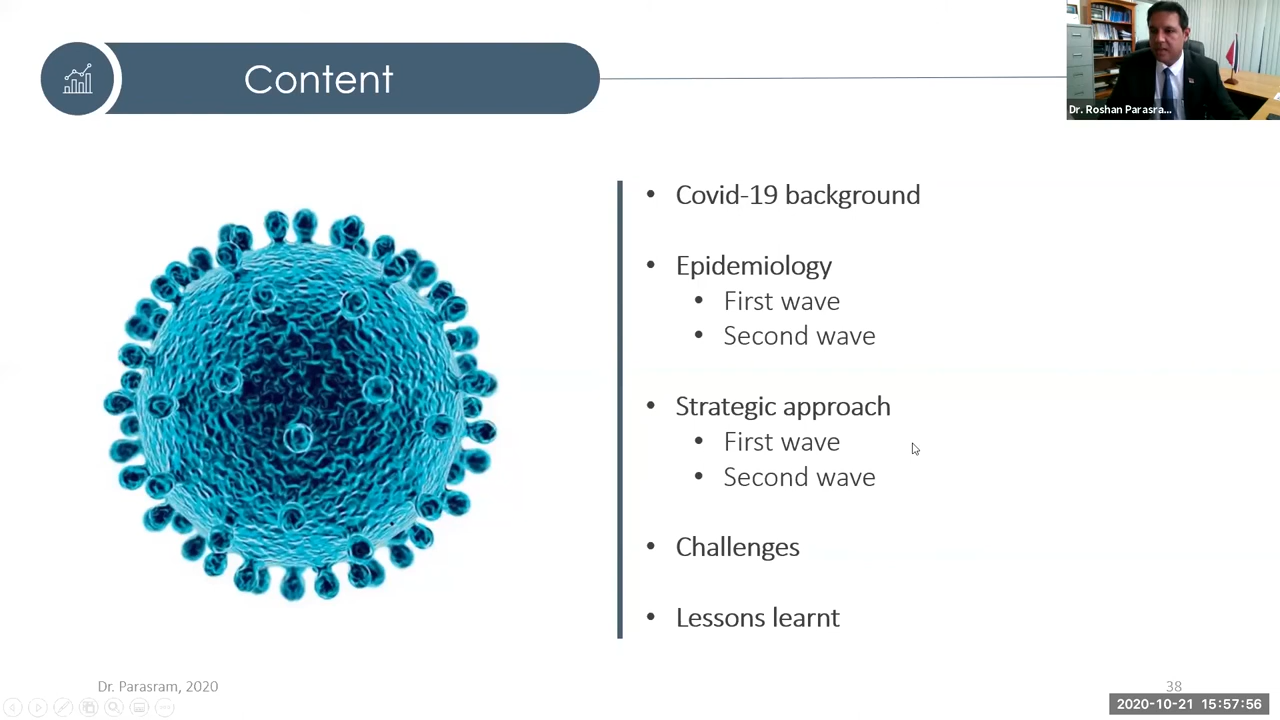 Content
Dr. Roshan Parasra...
• Covid-19 background
• Epidemiology
• First wave
• Second wave
• Strategic approach
• First wave
• Second wave
• Challenges
• Lessons learnt
Dr. Parasram, 2020
38
2020-10-21 15:57:56